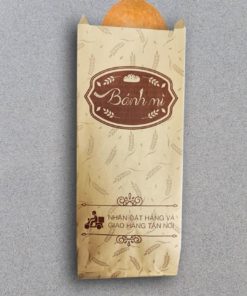 Bánh mì
NHẬN ĐẶT HÀNG VÀ
GIAO HÀNG TẬN NƠI